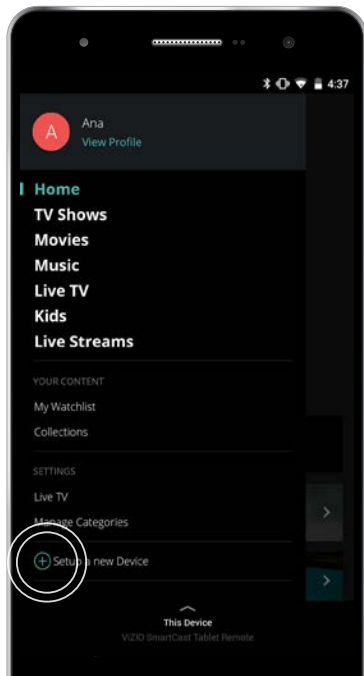 4:37
A
Ana
View Profile
Home
TV Shows
Movies
Music
Live TV
Kids
Live Streams
YOUR CONTENT
My Watchlist
Collections
SETTINGS
Live TV
Manage Categories
Setup a new Device
This Device
VIZIO SmartCast Tablet Remote